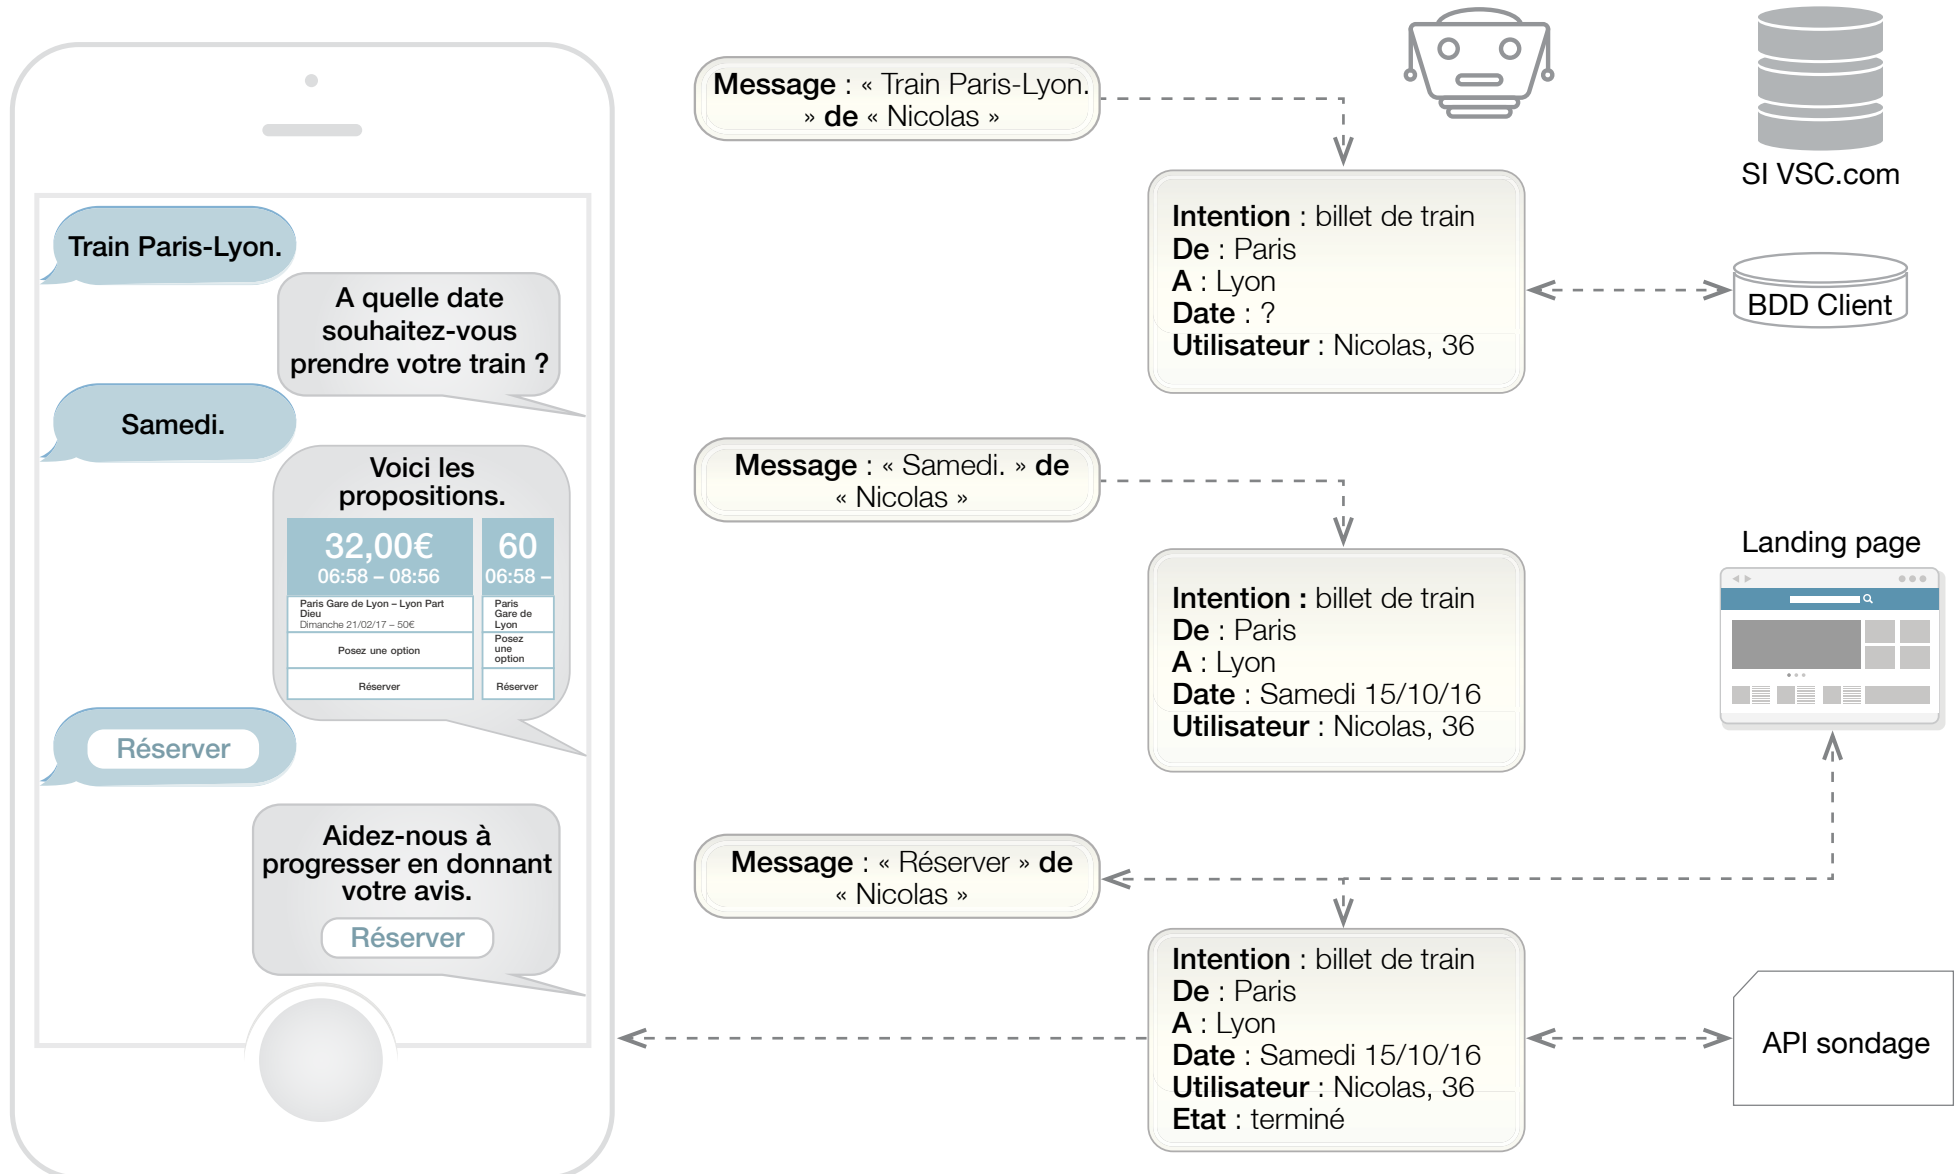 Train Paris-Lyon.
A quelle date
souhaitez-vous
prendre votre train ?
Samedi.
Voici les
propositions.
32,00€
06:58 – 08:56
Paris Gare de Lyon – Lyon Part
Dieu
Dimanche 21/02/17 – 50€
Posez une option
Réserver
60
06:58 –
Paris
Gare de
Lyon
Posez
une
option
Réserver
Réserver
Aidez-nous à
progresser en donnant
votre avis.
Réserver
Message : « Train Paris-Lyon.
» de « Nicolas »
Intention : billet de train
De : Paris
A : Lyon
Date : ?
Utilisateur : Nicolas, 36
SI VSC.com
BDD Client
Message : « Samedi. » de
« Nicolas »
Intention : billet de train
De : Paris
A : Lyon
Date : Samedi 15/10/16
Utilisateur : Nicolas, 36
Landing page
Message : « Réserver » de
« Nicolas »
Intention : billet de train
De : Paris
A : Lyon
Date : Samedi 15/10/16
Utilisateur : Nicolas, 36
Etat : terminé
API sondage